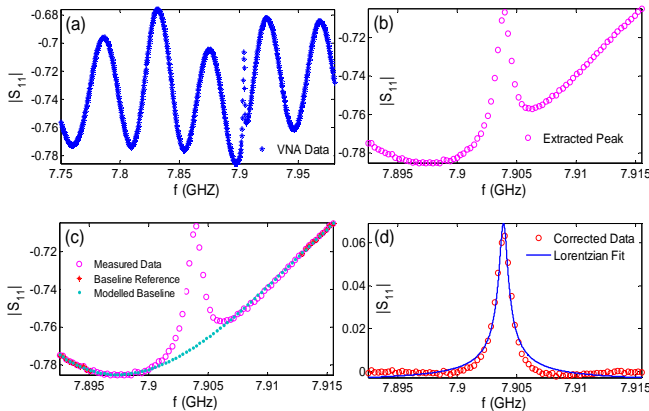 (a)
-0.68
-0.7
-0.72
-0.74
-0.76
-0.78
|S11|
VNA Data
7.75
7.8
7.85
7.9
7.95
f (GHZ)
(b)
-0.72
-0.74
-0.76
-0.78
|S11|
Extracted Peak
7.895
7.9
7.905
7.91
7.915
f (GHz)
(c)
-0.72
-0.74
-0.76
-0.78
|S11|
Measured Data
Baseline Reference
Modelled Baseline
7.895
7.9
7.905
7.91
7.915
f (GHz)
(d)
0.06
0.04
0.02
0
|S11|
Corrected Data
Lorentzian Fit
7.895
7.9
7.905
7.91
7.915
f (GHz)